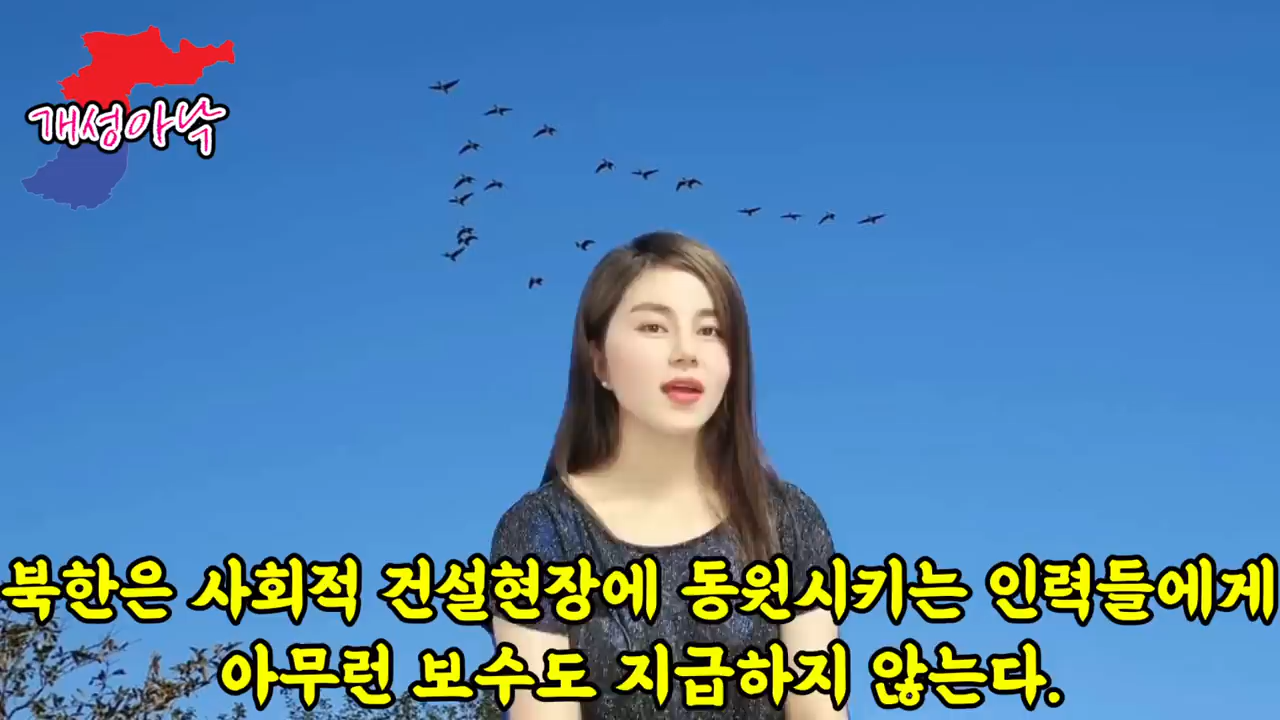 개성아낙
북한은 사회적 건설현장에 동원시키는 인력들에게
아무런 보수도 지급하지 않는다.